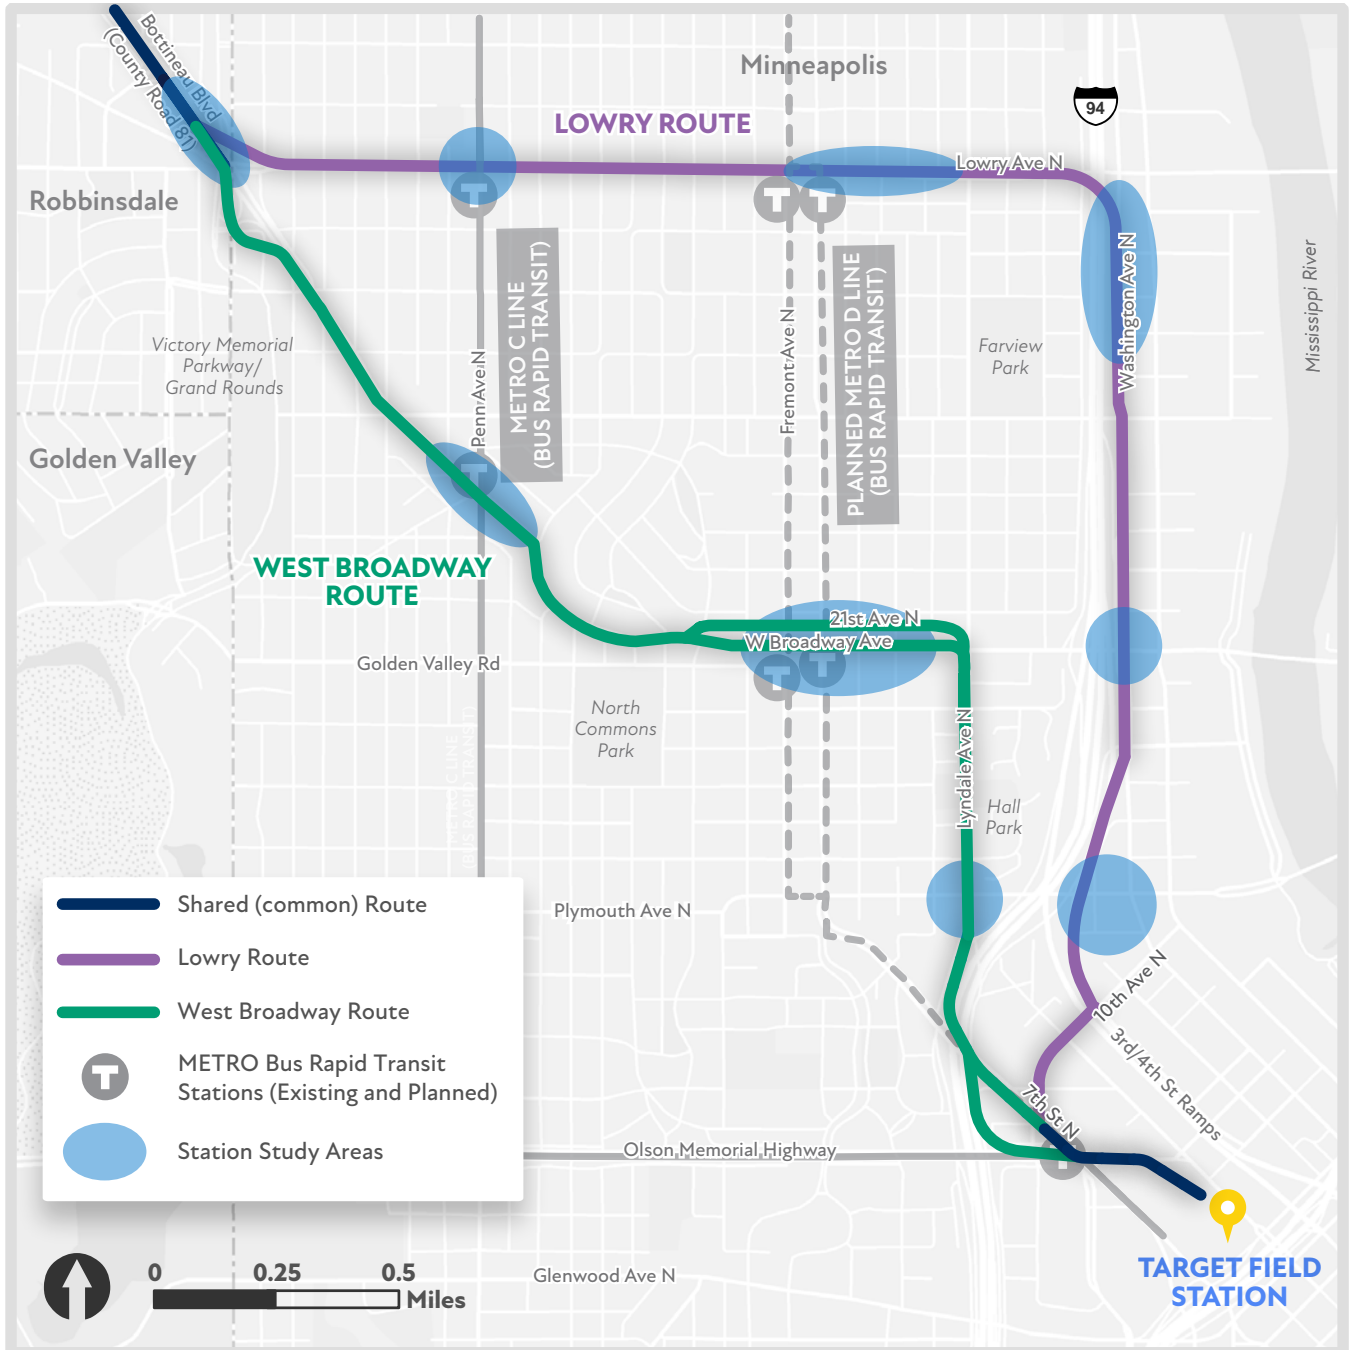 Bottineau Blvd
(County Road 81)
Minneapolis
94
LOWRY ROUTE
Lowry Ave N
Robbinsdale
METRO C LINE
(BUS RAPID TRANSIT)
PLANNED METRO D LINE
(BUS RAPID TRANSIT)
Washington Ave N
Mississippi River
Victory Memorial
Parkway/
Grand Rounds
Penn Ave N
Fremont Ave N
Farview
Park
Golden Valley
WEST BROADWAY
ROUTE
21st Ave N
W Broadway Ave
Golden Valley Rd
North
Commons
Park
METRO C LINE
(BUS RAPID TRANSIT)
Lyndale Ave N
Hall
Park
Shared (common) Route
Lowry Route
West Broadway Route
T
METRO Bus Rapid Transit
Stations (Existing and Planned)
Station Study Areas
Plymouth Ave N
10th Ave N
3rd/4th St Ramps
7th St N
Olson Memorial Highway
TARGET FIELD
STATION
Glenwood Ave N
0 0.25 0.5
Miles